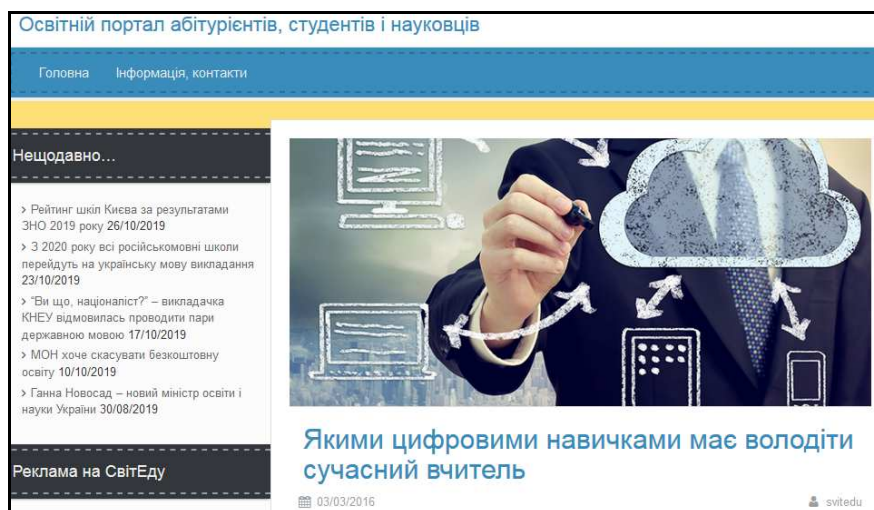 Освітній портал абітурієнтів, студентів і науковців
Головна Інформація, контакти
Нещодавно...
> Рейтинг шкіл Києва за результатами
ЗНО 2019 року 26/10/2019
> З 2020 року всі російськомовні школи
перейдуть на українську мову викладання
23/10/2019
> "Ви що, націоналіст?" – викладачка
КНЕУ відмовилась проводити пари
державною мовою 17/10/2019
> МОН хоче скасувати безкоштовну
освіту 10/10/2019
> Ганна Новосад – новий міністр освіти і
науки України 30/08/2019
Реклама на СвітЕду
Якими цифровими навичками має володіти
сучасний вчитель
03/03/2016 svitedu